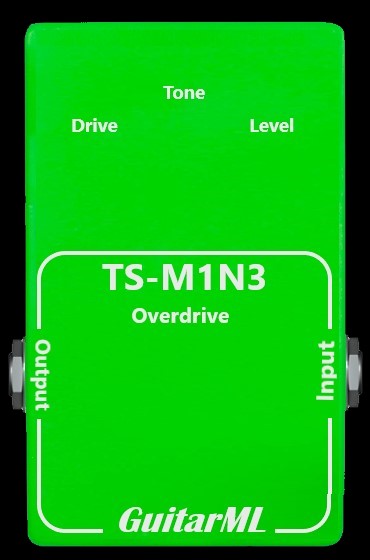 Tone
Drive
Level
TS-M1N3
Overdrive
Output
Input
GuitarML